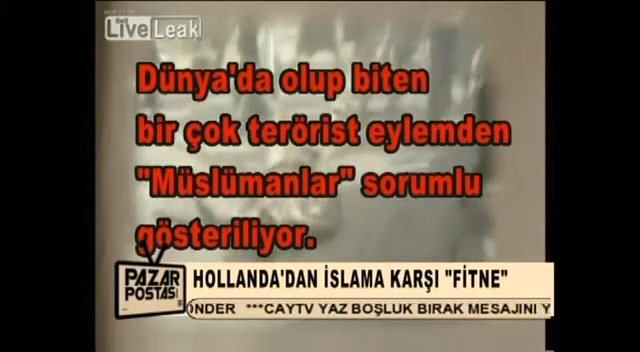 LiveLeak
Dünya'da olup biten
bir çok terörist eylemden
"Müslümanlar" sorumlu
gösteriliyor.
PAZAR
POSTASI
HOLLANDA'DAN İSLAMA KARŞI "FİTNE"
ÖNDER ***CAYTV YAZ BOŞLUK BIRAK MESAJINI Y